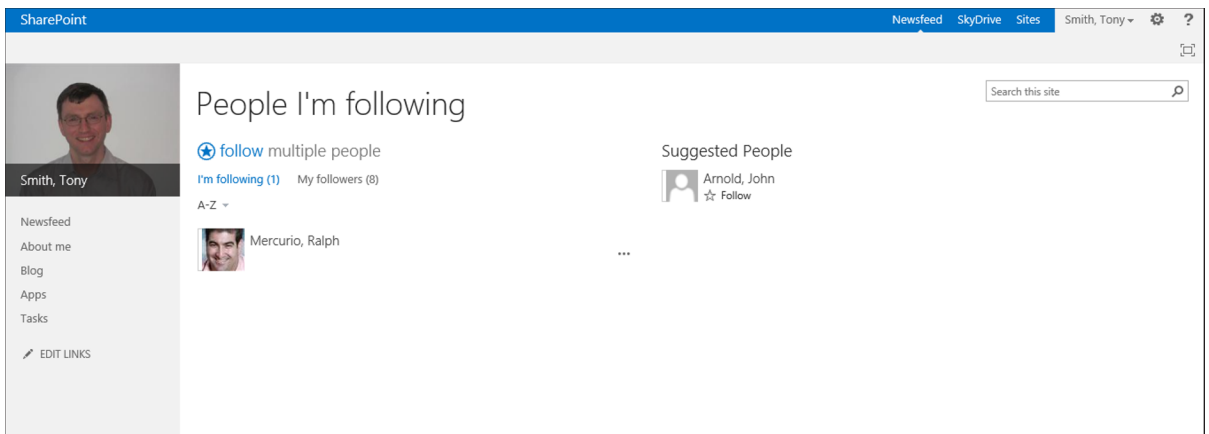 SharePoint
Newsfeed SkyDrive Sites Smith, Tony ?
Search this site
Smith, Tony
Newsfeed
About me
Blog
Apps
Tasks
EDIT LINKS
People I'm following
follow multiple people
I'm following (1) My followers (8)
A-Z
Mercurio, Ralph
...
Suggested People
Arnold, John
Follow